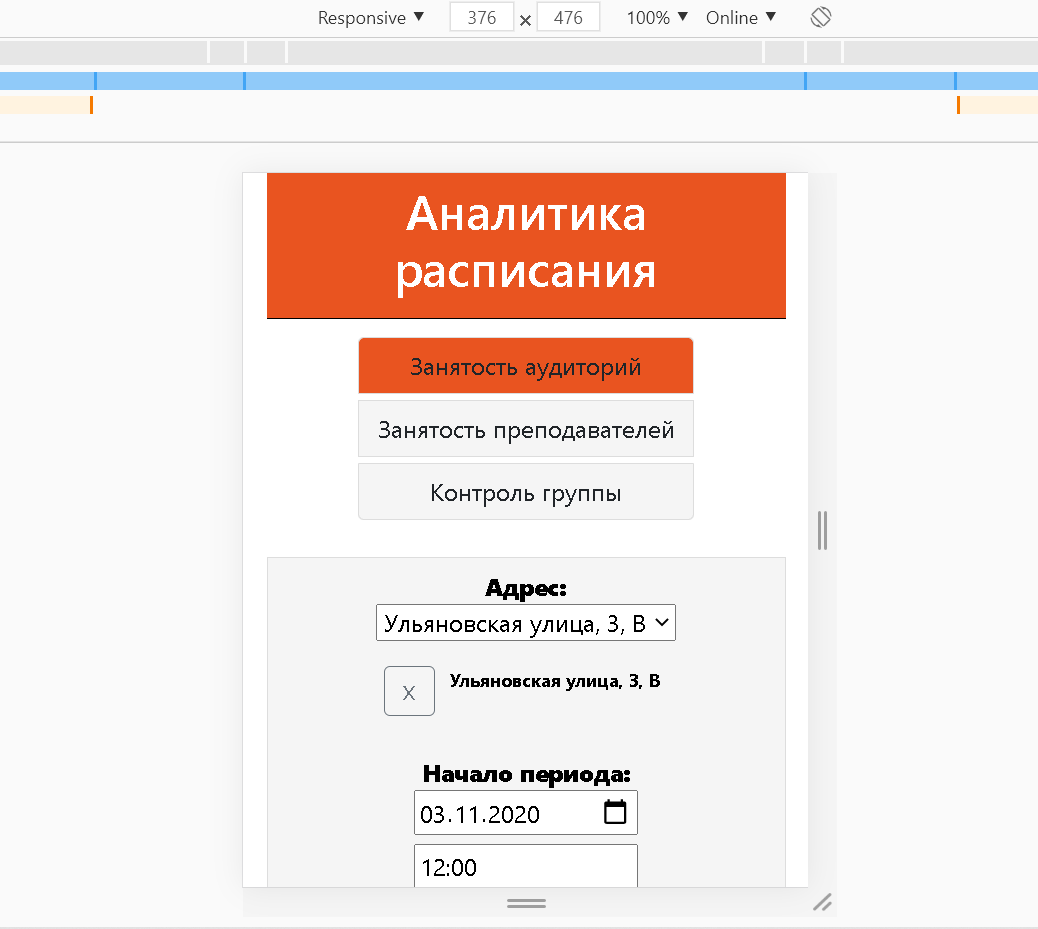 Responsive ▼ 376 × 476 100% ▼ Online ▼
Аналитика
расписания
Занятость аудиторий
Занятость преподавателей
Контроль группы
Адрес:
Ульяновская улица, 3, В
X Ульяновская улица, 3, В
Начало периода:
03.11.2020
12:00